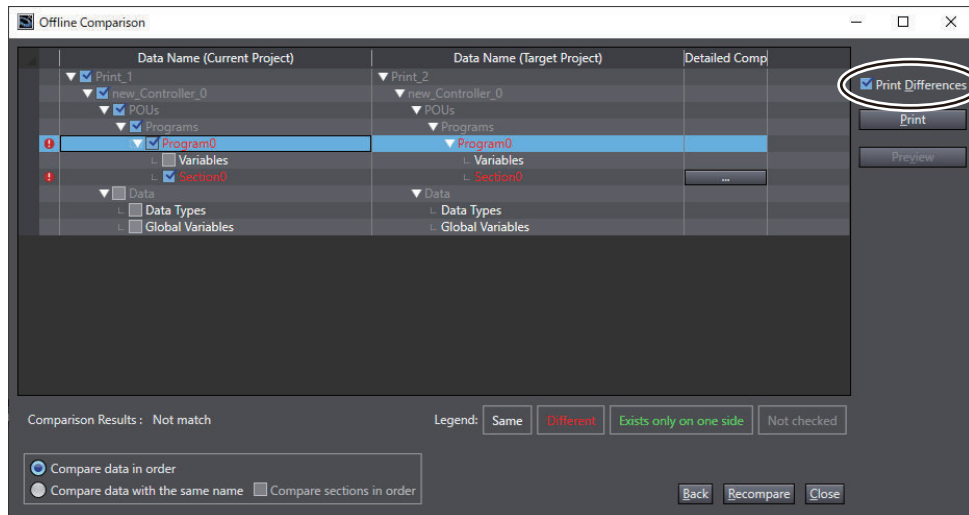 Offline Comparison
Data Name (Current Project) Data Name (Target Project) Detailed Comp
Print_1 Print_2
new_Controller_0 new_Controller_0
POUs POUs
Programs Programs
Program0 Program0
Variables Variables
Section0 Section0 ...
Data Data
Data Types Data Types
Global Variables Global Variables
Print Differences
Print
Preview
Comparison Results : Not match
Legend: Same Different Exists only on one side Not checked
Compare data in order
Compare data with the same name Compare sections in order
Back Recompare Close